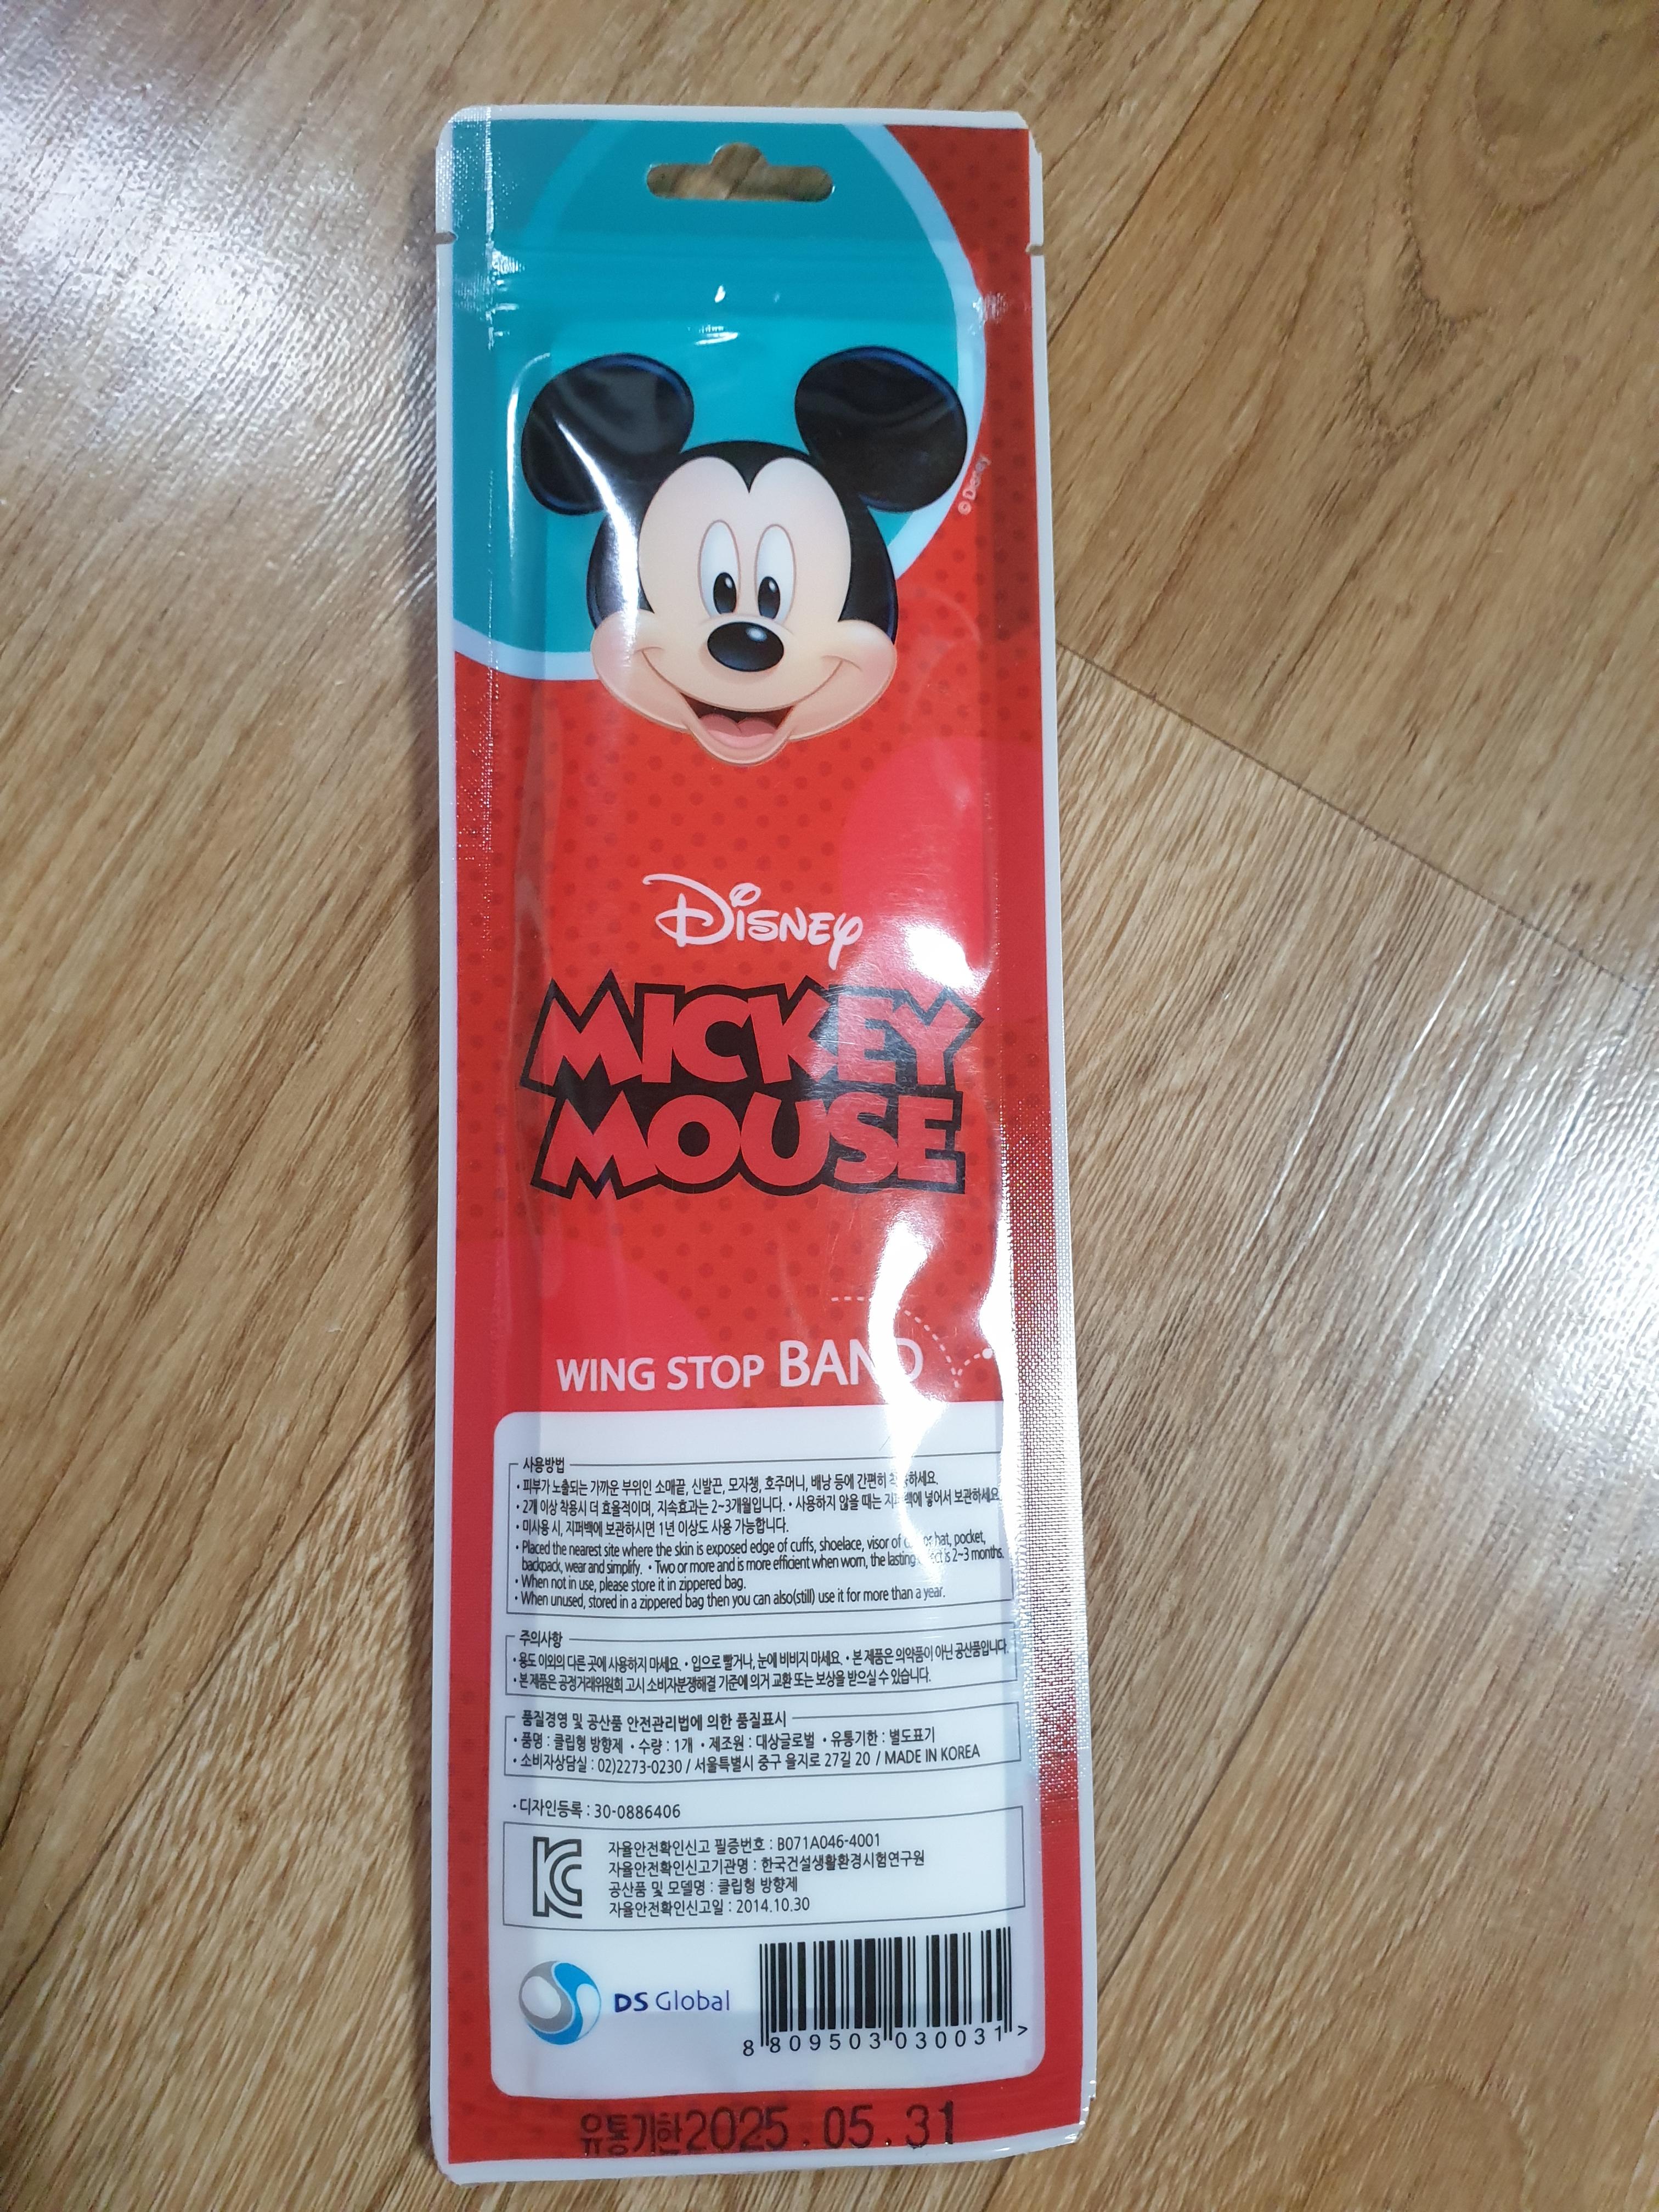 © Disney
Disney
MICKEY
MOUSE
WING STOP BAND
사용방법
• 피부가 노출되는 가까운 부위인 소매끝, 신발끈, 모자챙, 호주머니, 배낭 등에 간편히 하세요.
• 2개 이상 착용시 더 효율적이며, 지속효과는 2~3개월입니다. • 사용하지 않을 때는 지퍼백에 넣어서 보관하세요.
• 미사용 시, 지퍼백에 보관하시면 1년 이상도 사용 가능합니다.
• Placed the nearest site where the skin is exposed edge of cuffs, shoelace, visor of or hat, pocket,
backpack, wear and simplify. • Two or more and is more efficient when worn, the lasting is 2~3 months.
• When not in use, please store it in zippered bag.
• When unused, stored in a zippered bag then you can also(still) use it for more than a year.
주의사항
• 용도 이외의 다른 곳에 사용하지 마세요. • 입으로 빨거나, 눈에 비비지 마세요. • 본 제품은 의약품이 아닌 공산품입니다.
• 본 제품은 공정거래위원회 고시 소비자분쟁해결 기준에 의거 교환 또는 보상을 받으실 수 있습니다.
품질경영 및 공산품 안전관리법에 의한 품질표시
• 품명 : 클립형 방향제 • 수량 : 1개 • 제조원 : 대상글로벌 • 유통기한 : 별도표기
• 소비자상담실 : 02)2273-0230 / 서울특별시 중구 을지로 27길 20 / MADE IN KOREA
• 디자인등록 : 30-0886406
자율안전확인신고 필증번호 : B071A046-4001
자율안전확인신고기관명 : 한국건설생활환경시험연구원
공산품 및 모델명 : 클립형 방향제
자율안전확인신고일 : 2014.10.30
DS Global
8 809503 030031 >
유통기한2025.05.31